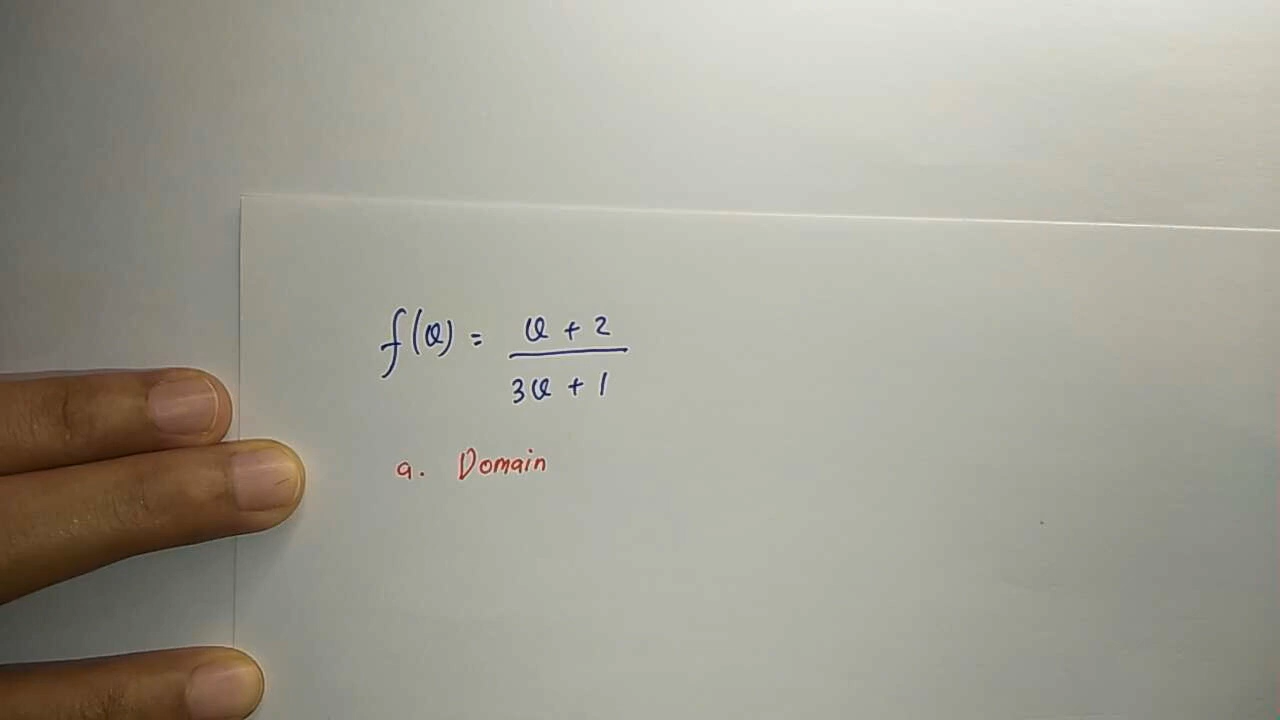 f(x) = x + 2 / 3x + 1
a. Domain